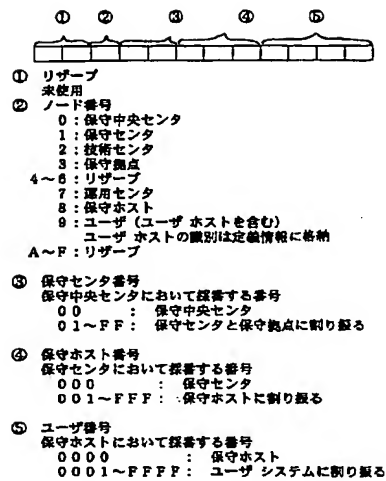 ① ② ③ ④ ⑤
① リザーブ
未使用
② ノード番号
0:保守中央センタ
1:保守センタ
2:技術センタ
3:保守拠点
4~6:リザーブ
7:運用センタ
8:保守ホスト
9:ユーザ(ユーザ ホストを含む)
ユーザ ホストの識別は定義情報に格納
A~F:リザーブ
③ 保守センタ番号
保守中央センタにおいて採番する番号
00 : 保守中央センタ
01~FF: 保守センタと保守拠点に割り振る
④ 保守ホスト番号
保守センタにおいて採番する番号
000 : 保守センタ
001~FFF: 保守ホストに割り振る
⑤ ユーザ番号
保守ホストにおいて採番する番号
0000 : 保守ホスト
0001~FFFF: ユーザ システムに割り振る